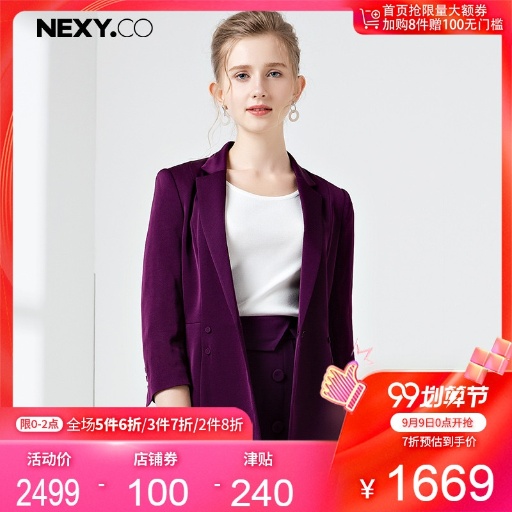 NEXY.CO
首页抢限量大额券
加购8件赠100无门槛
限0-2点 全场5件6折/3件7折/2件8折
99划算节
9月9日0点开抢
7折预估到手价
活动价 店铺券 津贴
2499 - 100 - 240
¥ 1669